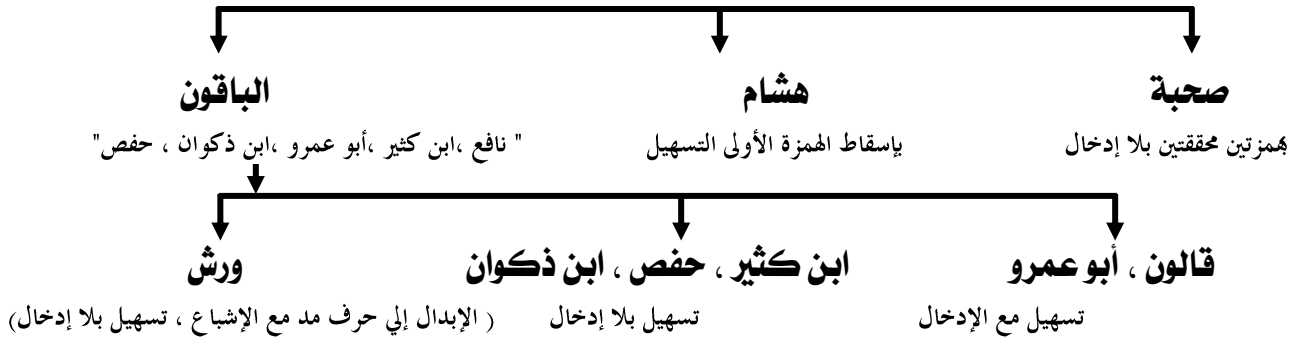 صحبة هشام الباقون
بهمزتين محققتين بلا إدخال بإسقاط الهمزة الأولى التسهيل " نافع ،ابن كثير ،أبو عمرو ،ابن ذكوان ، حفص"
قالون ، أبو عمرو ابن كثير ، حفص ، ابن ذكوان ورش
تسهيل مع الإدخال تسهيل بلا إدخال ( الإبدال إلي حرف مد مع الإشباع ، تسهيل بلا إدخال)